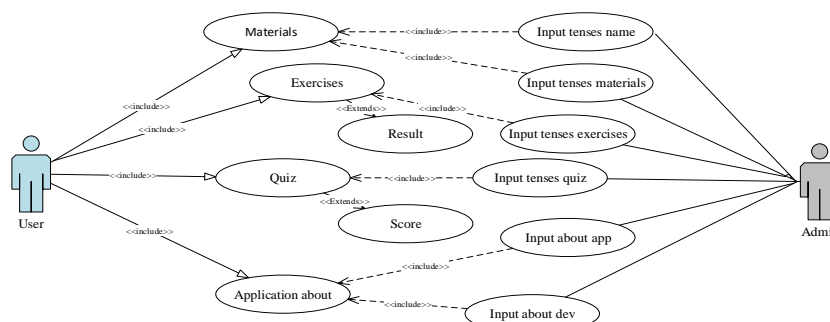 Materials
Input tenses name
<<include>>
<<include>>
Exercises
Input tenses materials
<<include>>
<<include>>
<<Extends>>
<<include>>
Result
Input tenses exercises
<<include>>
Quiz
<<include>>
Input tenses quiz
<<Extends>>
Score
User
Admi
<<include>>
Input about app
<<include>>
Application about
<<include>>
Input about dev